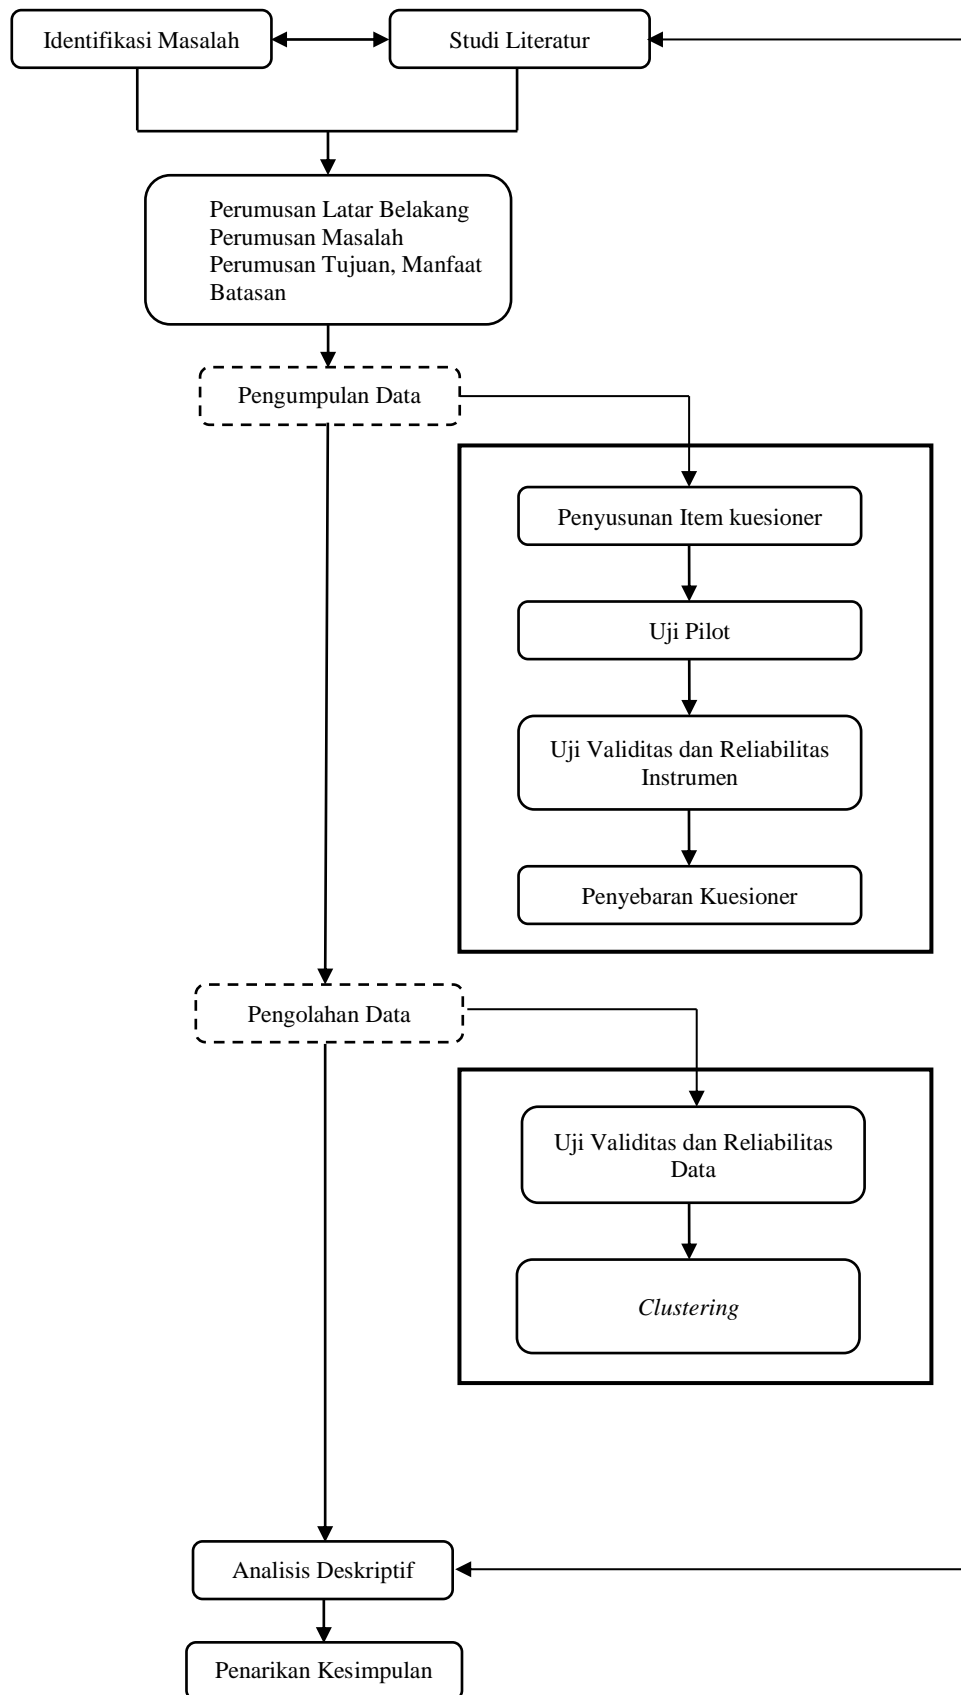 Identifikasi Masalah
Studi Literatur
Perumusan Latar Belakang
Perumusan Masalah
Perumusan Tujuan, Manfaat
Batasan
Pengumpulan Data
Penyusunan Item kuesioner
Uji Pilot
Uji Validitas dan Reliabilitas
Instrumen
Penyebaran Kuesioner
Pengolahan Data
Uji Validitas dan Reliabilitas
Data
Clustering
Analisis Deskriptif
Penarikan Kesimpulan